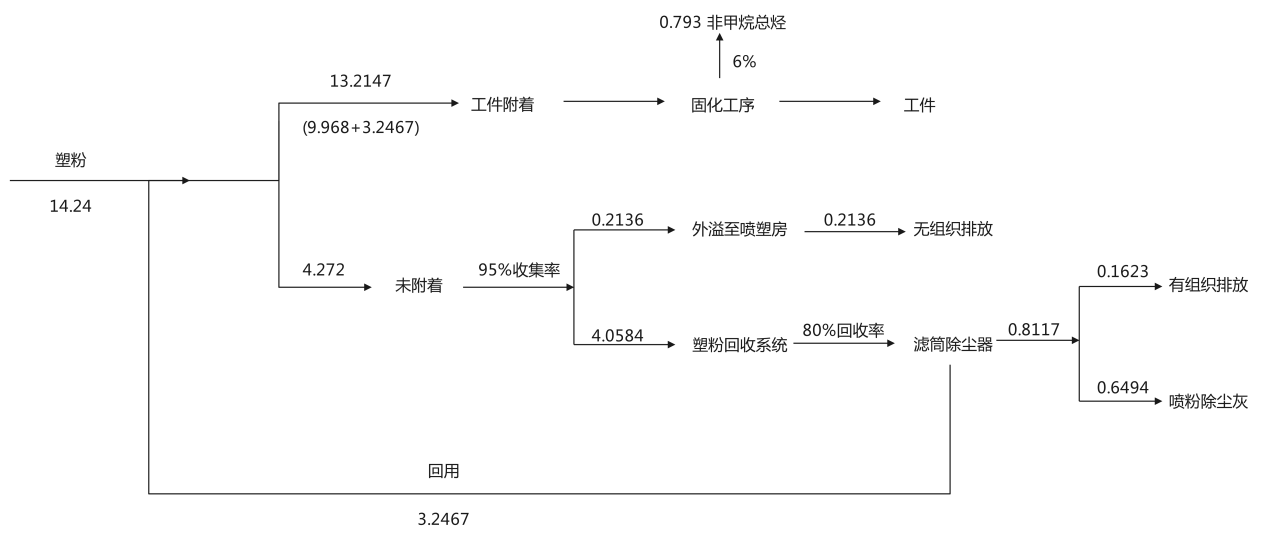 0.793 非甲烷总烃
6%
13.2147
工件附着
固化工序
工件
(9.968+3.2467)
塑粉
14.24
0.2136
外溢至喷塑房
0.2136
无组织排放
4.272
未附着
95%收集率
4.0584
塑粉回收系统
80%回收率
滤筒除尘器
0.8117
0.1623
有组织排放
0.6494
喷粉除尘灰
回用
3.2467